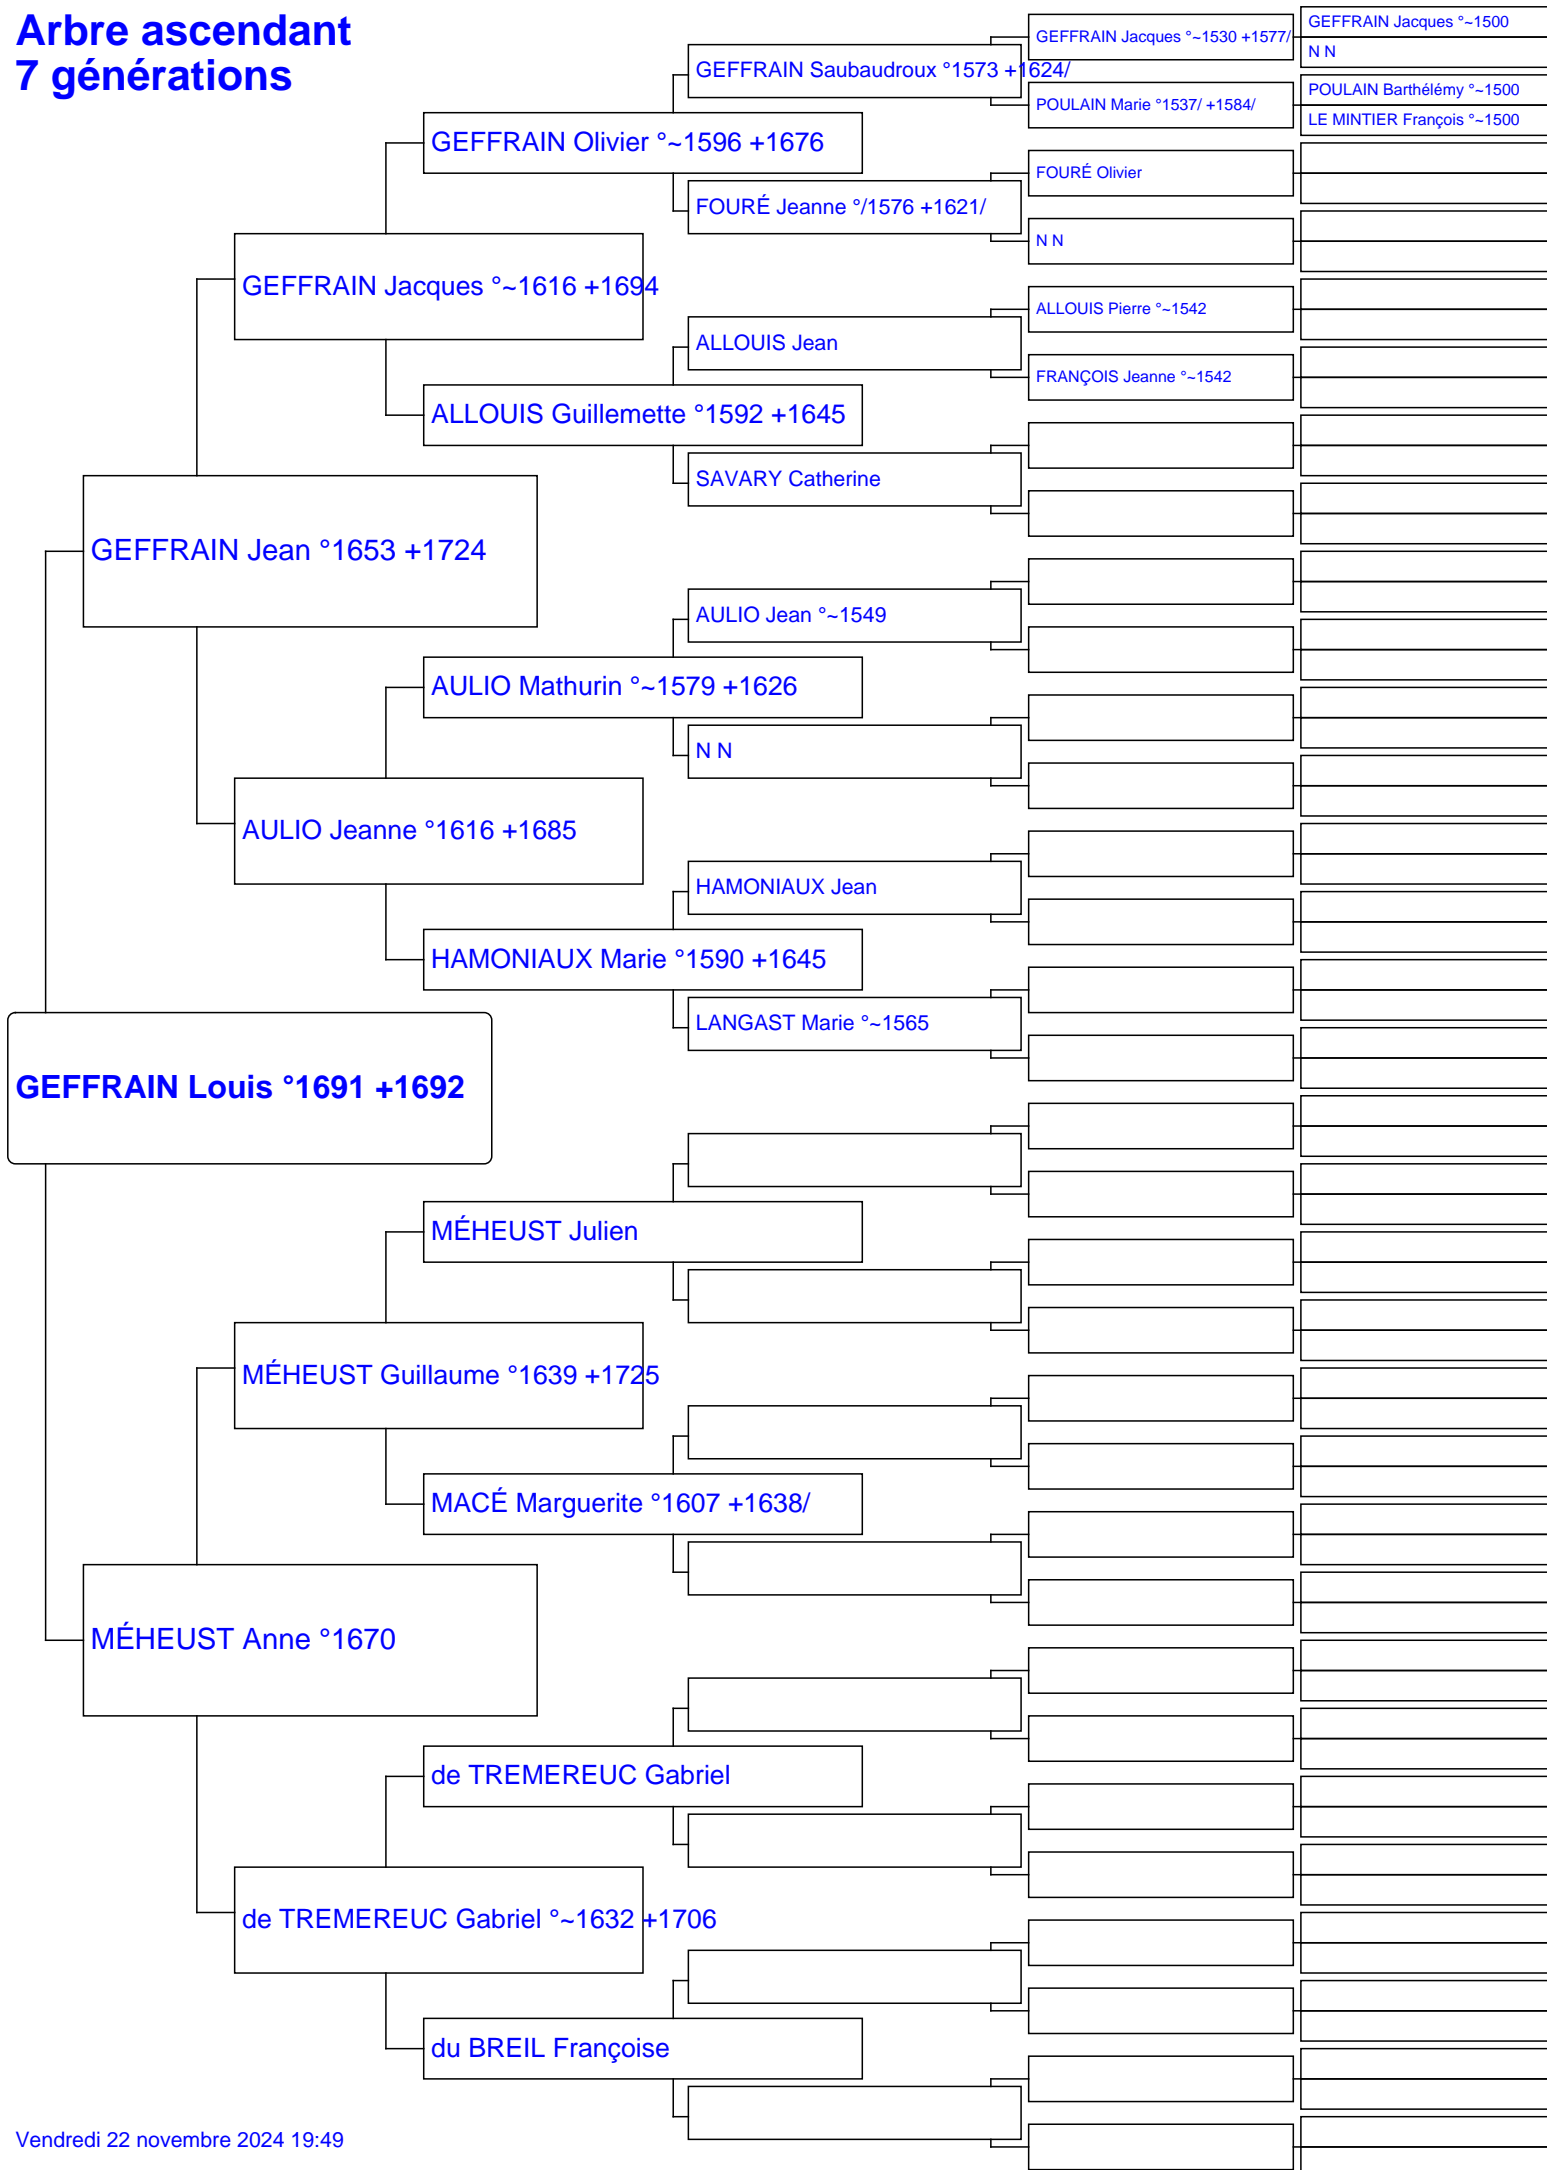 Arbre ascendant
7 générations
GEFFRAIN Louis °1691 +1692
GEFFRAIN Jean °1653 +1724
MÉHEUST Anne °1670
GEFFRAIN Jacques °~1616 +1694
AULIO Jeanne °1616 +1685
MÉHEUST Guillaume °1639 +1725
de TREMEREUC Gabriel °~1632 +1706
GEFFRAIN Olivier °~1596 +1676
ALLOUIS Guillemette °1592 +1645
AULIO Mathurin °~1579 +1626
HAMONIAUX Marie °1590 +1645
MÉHEUST Julien
MACÉ Marguerite °1607 +1638/
de TREMEREUC Gabriel
du BREIL Françoise
GEFFRAIN Saubaudroux °1573 +1624/
FOURÉ Jeanne °/1576 +1621/
ALLOUIS Jean
SAVARY Catherine
AULIO Jean °~1549
N N
HAMONIAUX Jean
LANGAST Marie °~1565
GEFFRAIN Jacques °~1530 +1577/
POULAIN Marie °1537/ +1584/
FOURÉ Olivier
N N
ALLOUIS Pierre °~1542
FRANÇOIS Jeanne °~1542
GEFFRAIN Jacques °~1500
N N
POULAIN Barthélémy °~1500
LE MINTIER François °~1500
Vendredi 22 novembre 2024 19:49